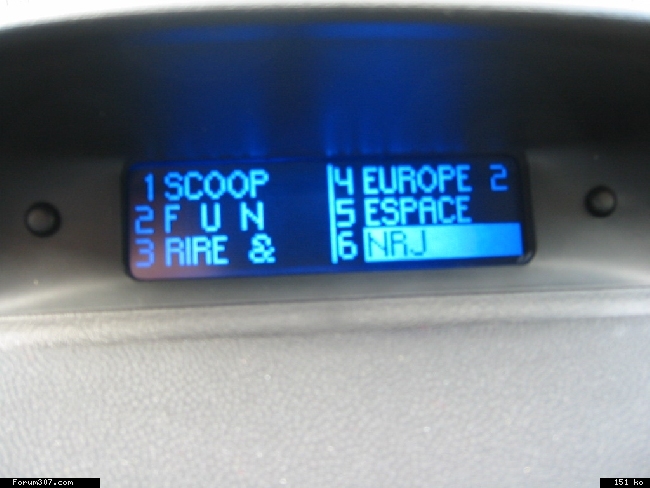 1 SCOOP
2 F U N
3 RIRE &
4 EUROPE 2
5 ESPACE
6 NRJ
Forum307.com
151 ko